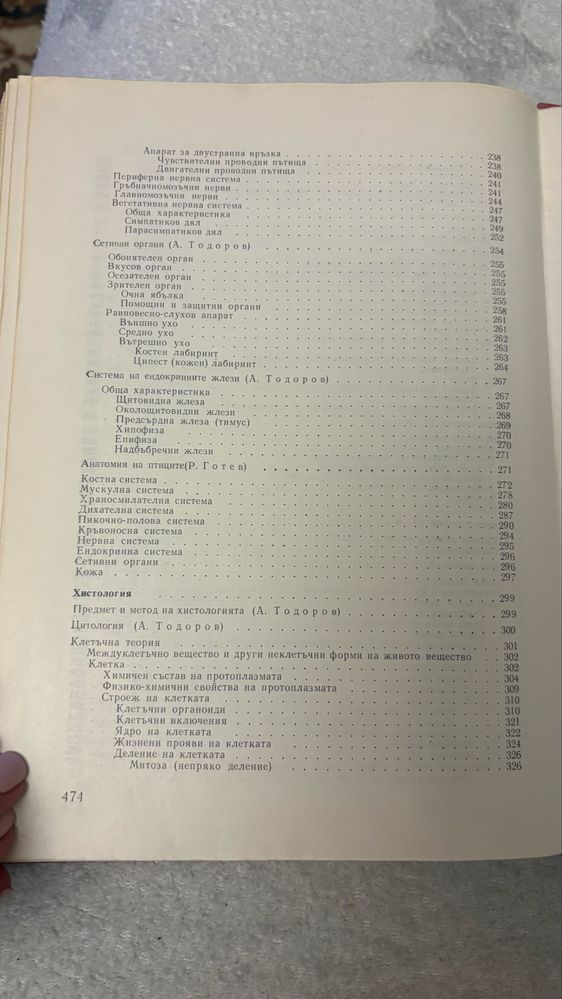 Апарат за двустранна връзка . . . 238
Чувствителни проводни пътища . . . 238
Двигателни проводни пътища . . . 240
Периферна нервна система . . . 241
Гръбначномозъчни нерви . . . 241
Главномозъчни нерви . . . 244
Вегетативна нервна система . . . 247
Обща характеристика . . . 247
Симпатиков дял . . . 249
Парасимпатиков дял . . . 252
Сетивни органи (А. Тодоров) . . . 254
Обонятелен орган . . . 255
Вкусов орган . . . 255
Осезателен орган . . . 255
Зрителен орган . . . 255
Очна ябълка . . . 255
Помощни и защитни органи . . . 258
Равновесно-слухов апарат . . . 261
Външно ухо . . . 261
Средно ухо . . . 262
Вътрешно ухо . . . 263
Костен лабиринт . . . 263
Ципест (кожен) лабиринт . . . 264
Система на ендокринните жлези (А. Тодоров) . . . 267
Обща характеристика . . . 267
Щитовидна жлеза . . . 267
Околощитовидни жлези . . . 268
Предсърдна жлеза (тимус) . . . 269
Хипофиза . . . 270
Епифиза . . . 270
Надбъбречни жлези . . . 271
Анатомия на птиците(Р. Готев) . . . 271
Костна система . . . 272
Мускулна система . . . 278
Храносмилателна система . . . 280
Дихателна система . . . 287
Пикочно-полова система . . . 290
Кръвоносна система . . . 294
Нервна система . . . 295
Ендокринна система . . . 296
Сетивни органи . . . 296
Кожа . . . 297
Хистология . . . 299
Предмет и метод на хистологията (А. Тодоров) . . . 299
Цитология (А. Тодоров) . . . 300
Клетъчна теория . . . 301
Междуклетъчно вещество и други неклетъчни форми на живото вещество . . . 302
Клетка . . . 302
Химичен състав на протоплазмата . . . 304
Физико-химични свойства на протоплазмата . . . 309
Строеж на клетката . . . 310
Клетъчни органоиди . . . 310
Клетъчни включения . . . 321
Ядро на клетката . . . 322
Жизнени прояви на клетката . . . 324
Деление на клетката . . . 326
Митоза (непряко деление) . . . 326
474